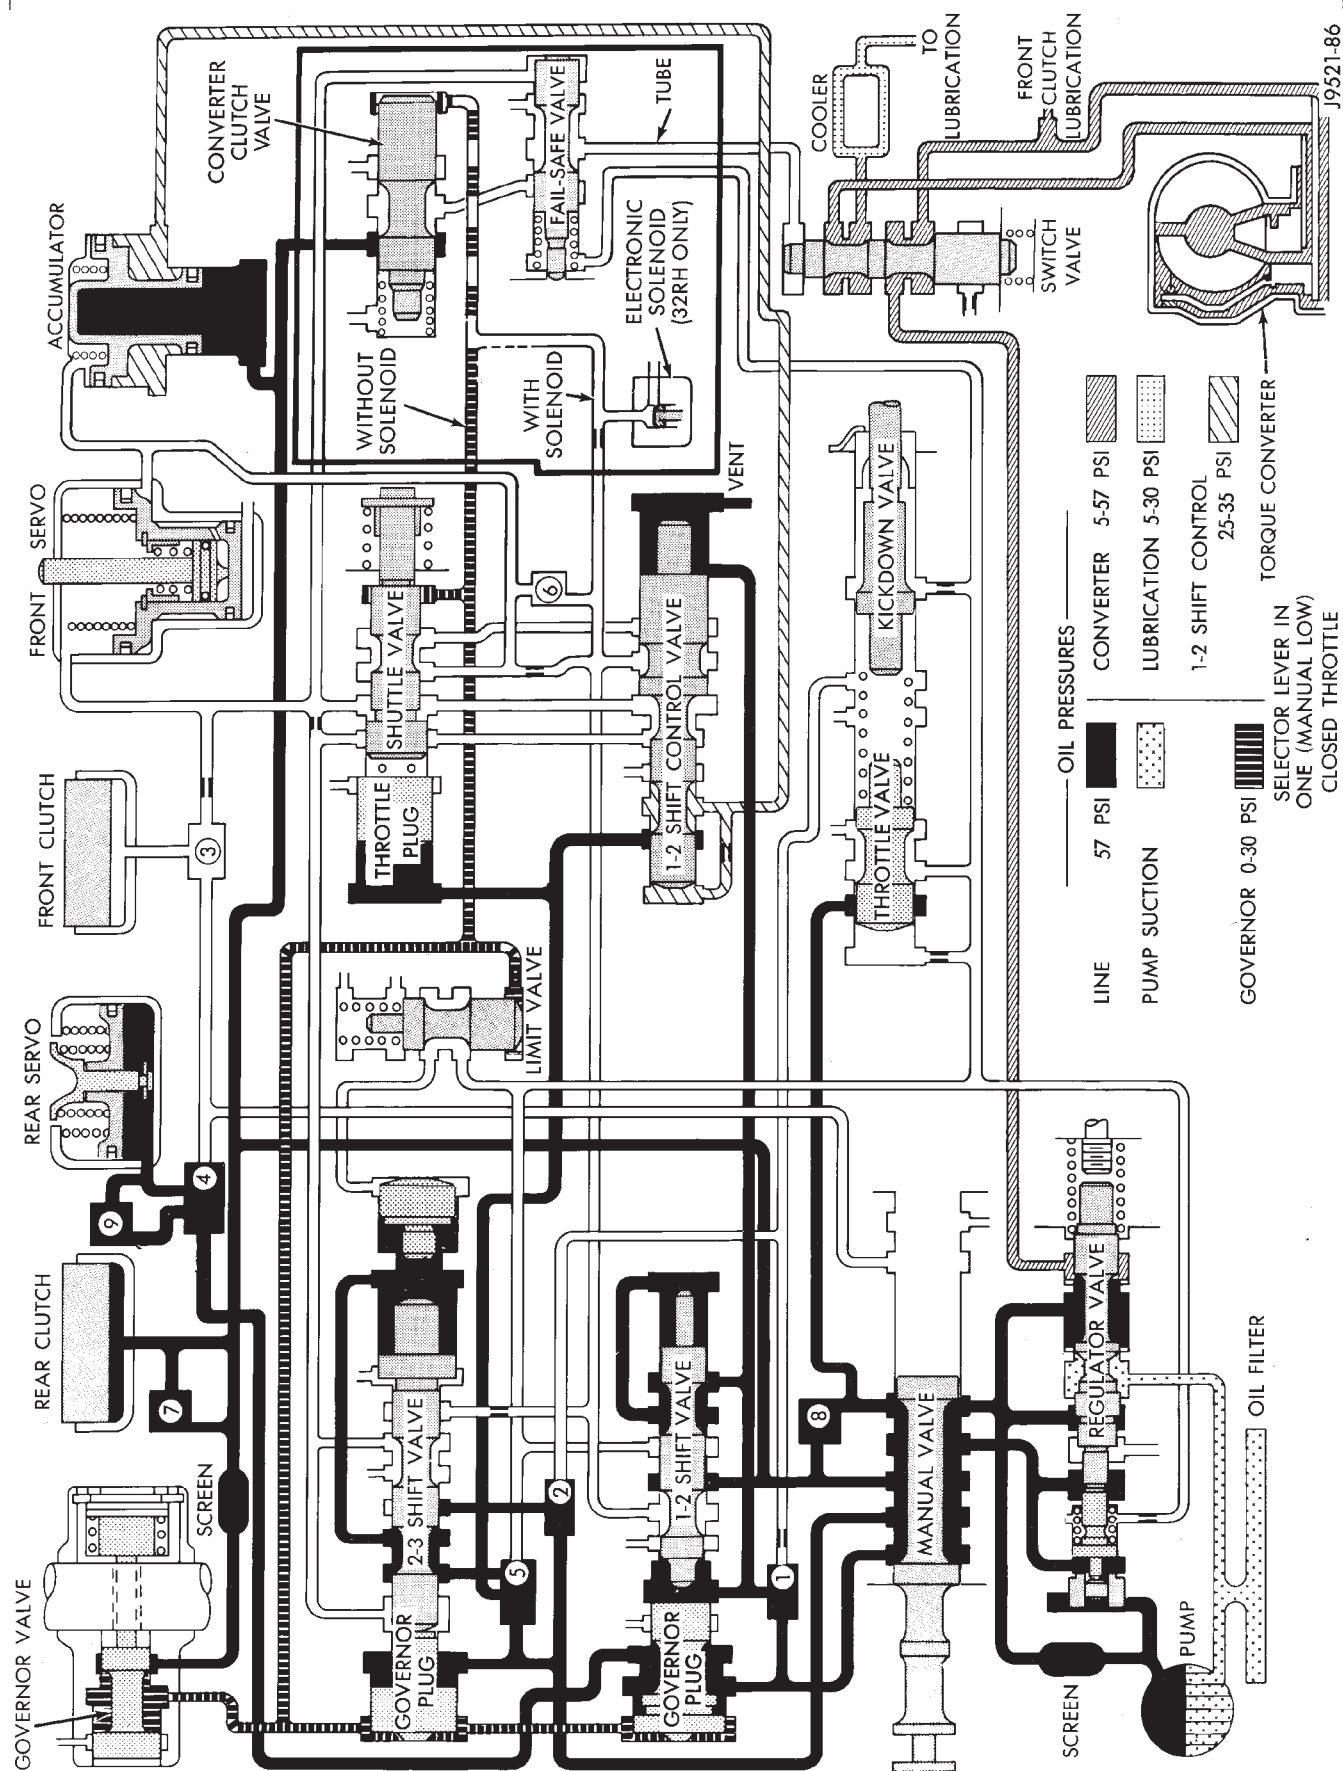 GOVERNOR VALVE
SCREEN
REAR CLUTCH
7
9
4
REAR SERVO
FRONT CLUTCH
3
FRONT SERVO
ACCUMULATOR
CONVERTER
CLUTCH
VALVE
GOVERNOR
PLUG
2-3 SHIFT VALVE
5
2
LIMIT VALVE
THROTTLE
PLUG
SHUTTLE VALVE
6
WITHOUT
SOLENOID
WITH
SOLENOID
FAIL-SAFE VALVE
ELECTRONIC
SOLENOID
(32RH ONLY)
TUBE
GOVERNOR
PLUG
1-2 SHIFT VALVE
1
8
1-2 SHIFT CONTROL VALVE
VENT
MANUAL VALVE
THROTTLE VALVE
KICKDOWN VALVE
COOLER
TO
LUBRICATION
FRONT
CLUTCH
LUBRICATION
SWITCH
VALVE
SCREEN
PUMP
REGULATOR VALVE
OIL FILTER
OIL PRESSURES
LINE 57 PSI
CONVERTER 5-57 PSI
PUMP SUCTION
LUBRICATION 5-30 PSI
1-2 SHIFT CONTROL
25-35 PSI
GOVERNOR 0-30 PSI
TORQUE CONVERTER
SELECTOR LEVER IN
ONE (MANUAL LOW)
CLOSED THROTTLE
J9521-86